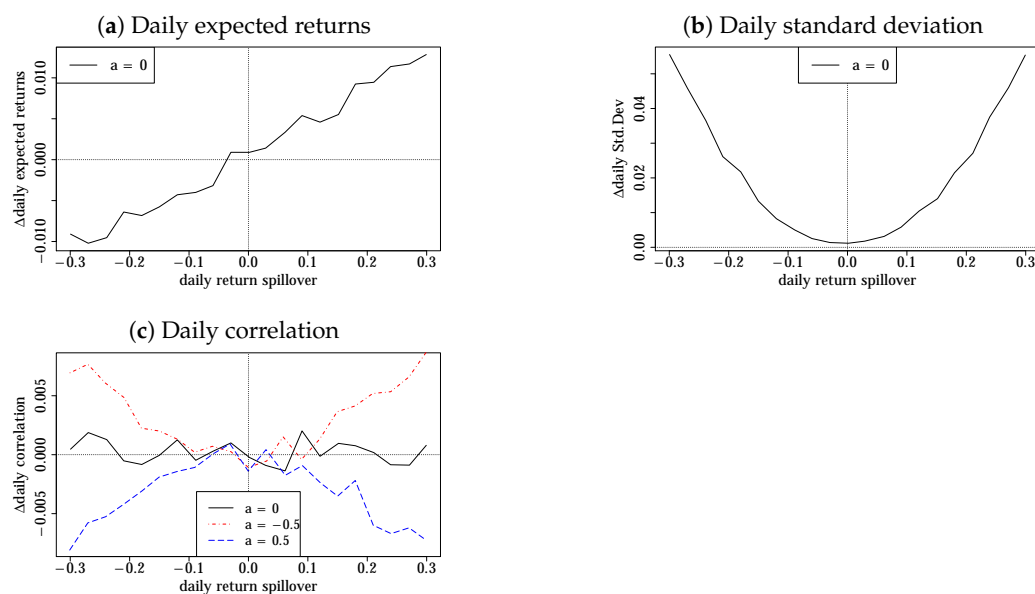 (a) Daily expected returns
a = 0
Δdaily expected returns
0.010
0.000
−0.010
−0.3 −0.2 −0.1 0.0 0.1 0.2 0.3
daily return spillover
(b) Daily standard deviation
a = 0
Δdaily Std.Dev
0.04
0.02
0.00
−0.3 −0.2 −0.1 0.0 0.1 0.2 0.3
daily return spillover
(c) Daily correlation
Δdaily correlation
0.005
0.000
−0.005
a = 0
a = −0.5
a = 0.5
−0.3 −0.2 −0.1 0.0 0.1 0.2 0.3
daily return spillover